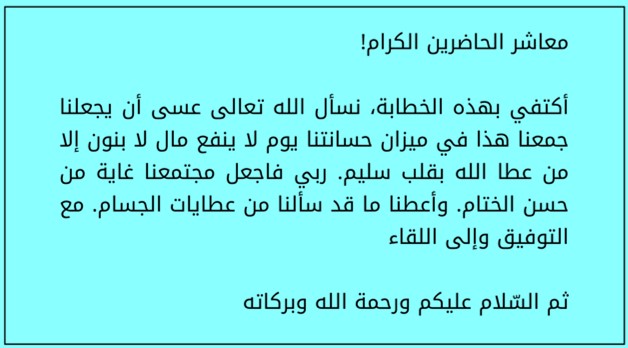 معاشر الحاضرين الكرام!
أكتفي بهذه الخطابة، نسأل الله تعالى عسى أن يجعلنا
جمعنا هذا في ميزان حسانتنا يوم لا ينفع مال لا بنون إلا
من عطا الله بقلب سليم. ربي فاجعل مجتمعنا غاية من
حسن الختام. وأعطنا ما قد سألنا من عطايات الجسام. مع
التوفيق وإلى اللقاء
ثم السّلام عليكم ورحمة الله وبركاته